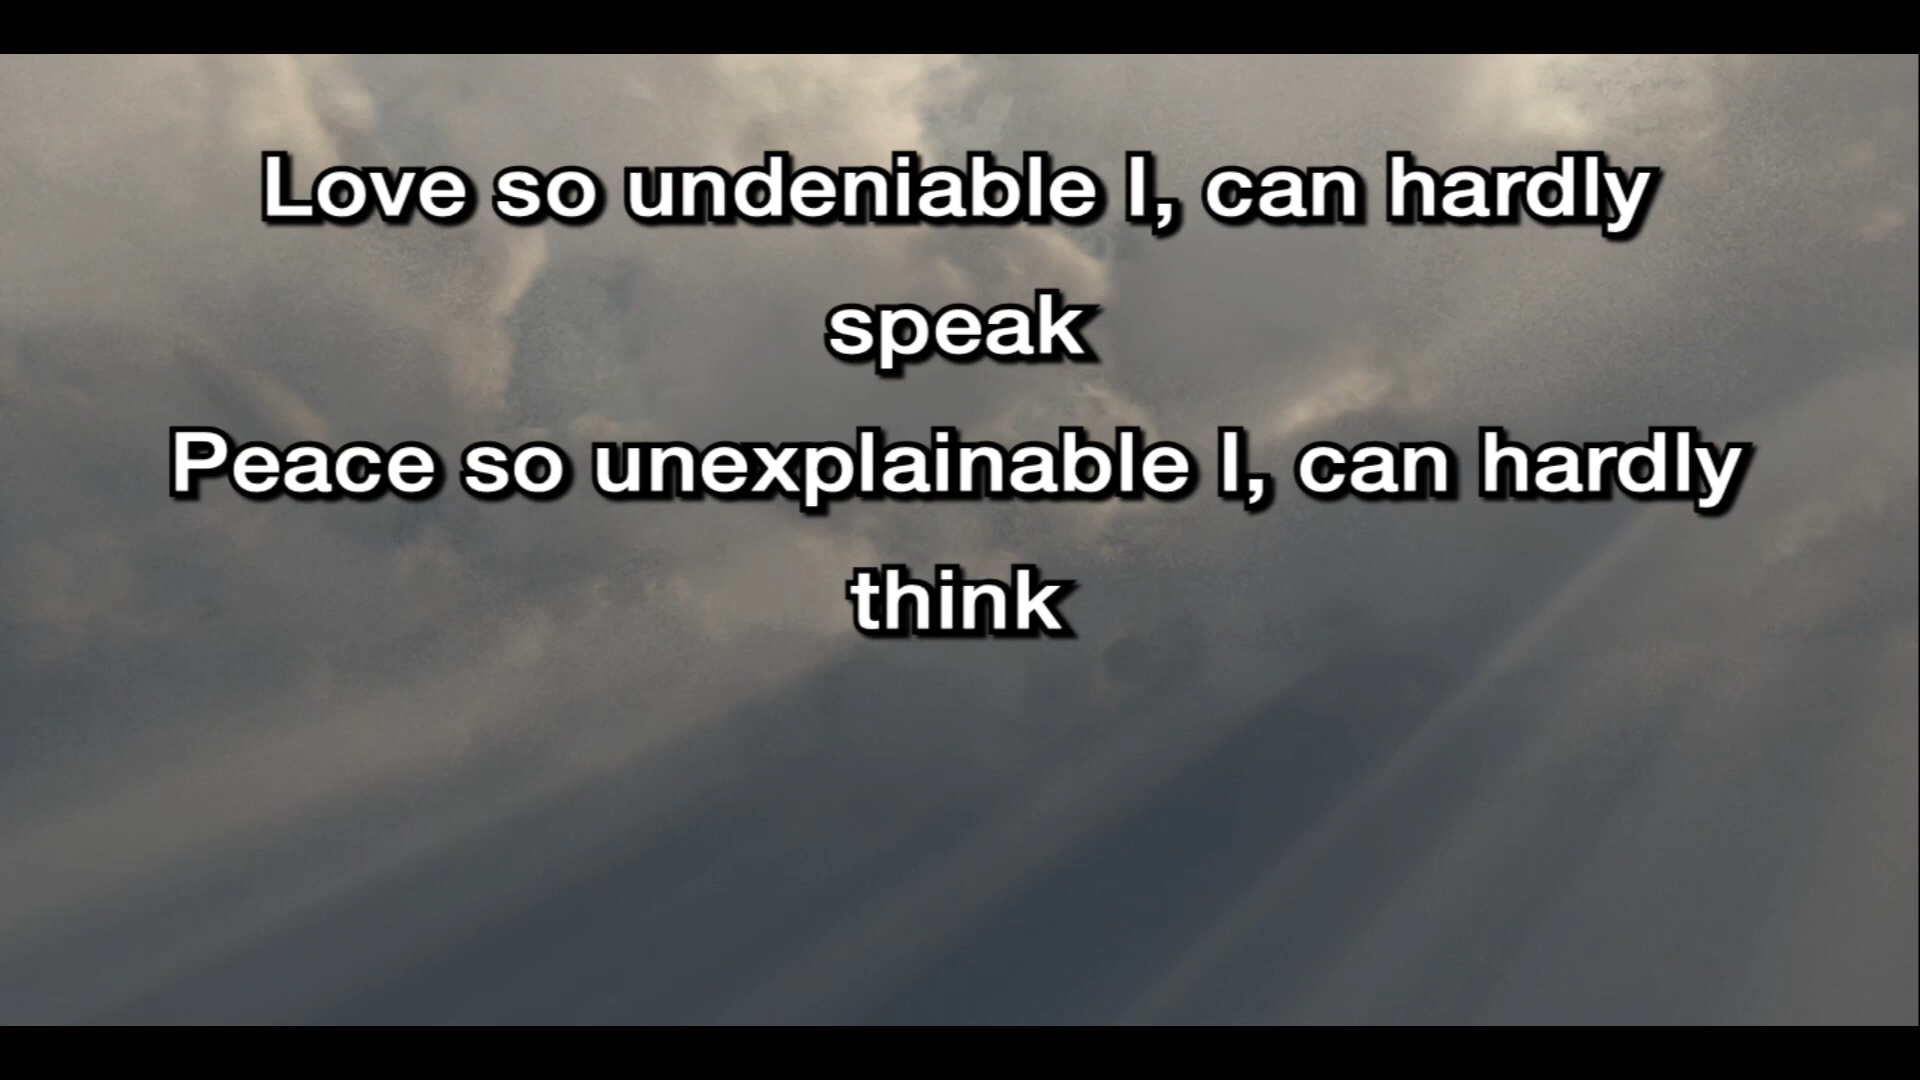 Love so undeniable I, can hardly
speak
Peace so unexplainable I, can hardly
think